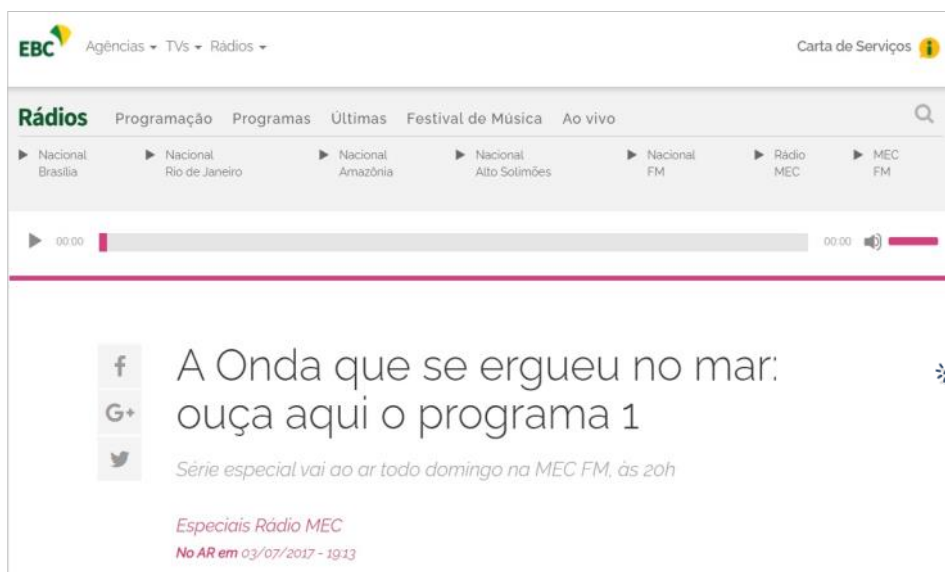 EBC Agências TVs Rádios Carta de Serviços
Rádios Programação Programas Últimas Festival de Música Ao vivo
Nacional Nacional Nacional Nacional Nacional Rádio MEC
Brasília Rio de Janeiro Amazônia Alto Solimões FM MEC FM
00:00 00:00
A Onda que se ergueu no mar:
ouça aqui o programa 1
Série especial vai ao ar todo domingo na MEC FM, às 20h
Especiais Rádio MEC
No AR em 03/07/2017 - 19:13